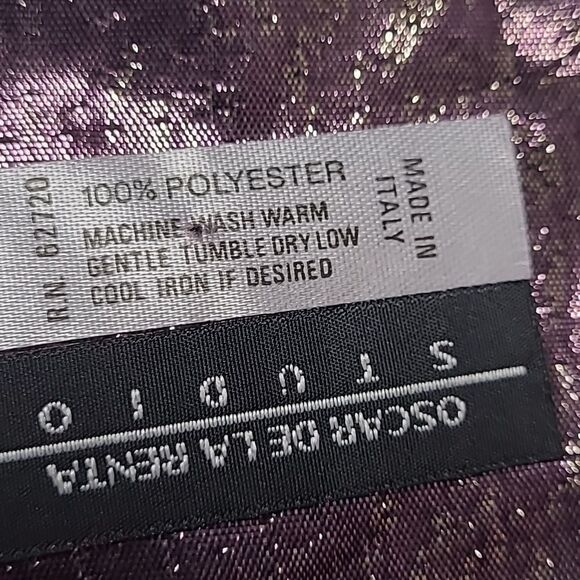 R.N. 62720
100% POLYESTER
MACHINE WASH WARM
GENTLE TUMBLE DRY LOW
COOL IRON IF DESIRED
MADE IN
ITALY
OSCAR DE LA RENTA
STUDIO